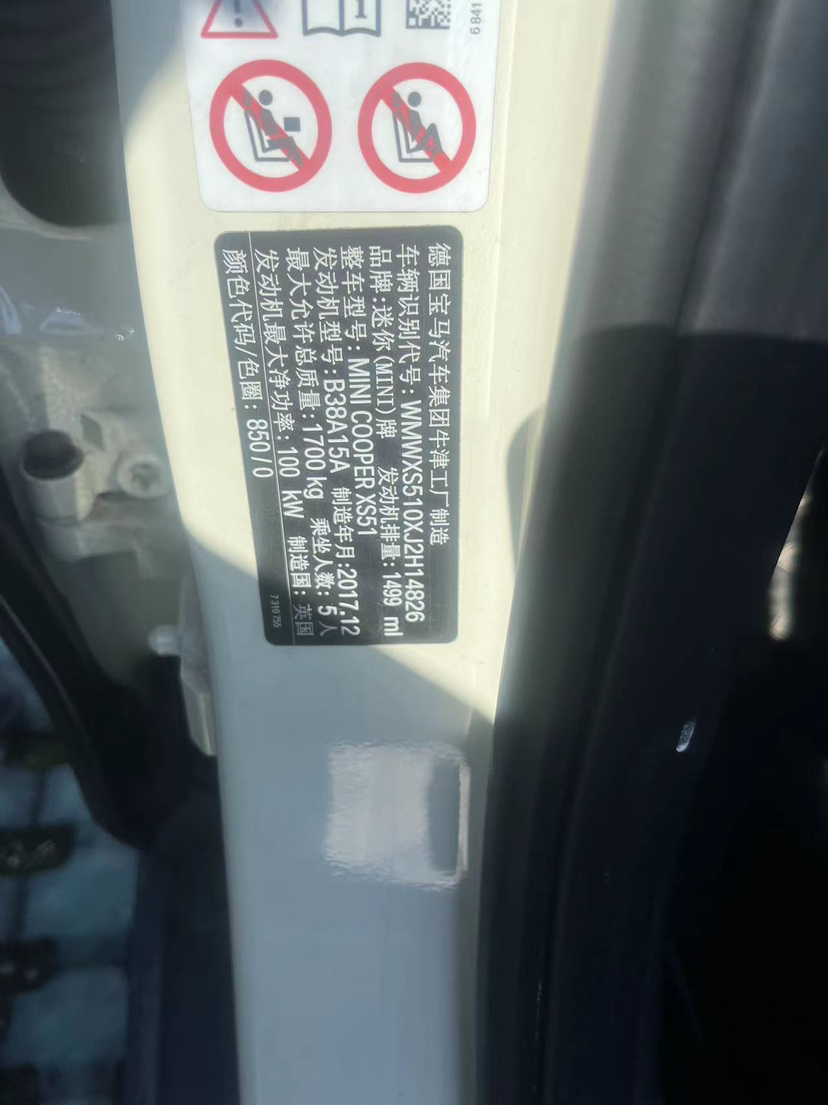 6 841
德国宝马汽车集团牛津工厂 制造
车辆识别代号: WMWXS510XJ2H14826
品牌:迷你(MINI)牌 发动机排量: 1499 ml
整车型号: MINI COOPER XS51
发动机型号: B38A15A 制造年月:2017.12
最大允许总质量: 1700 kg 乘坐人数: 5人
发动机最大净功率: 100 kW 制造国: 英国
颜色代码/色圈: 850/0
7 310 755